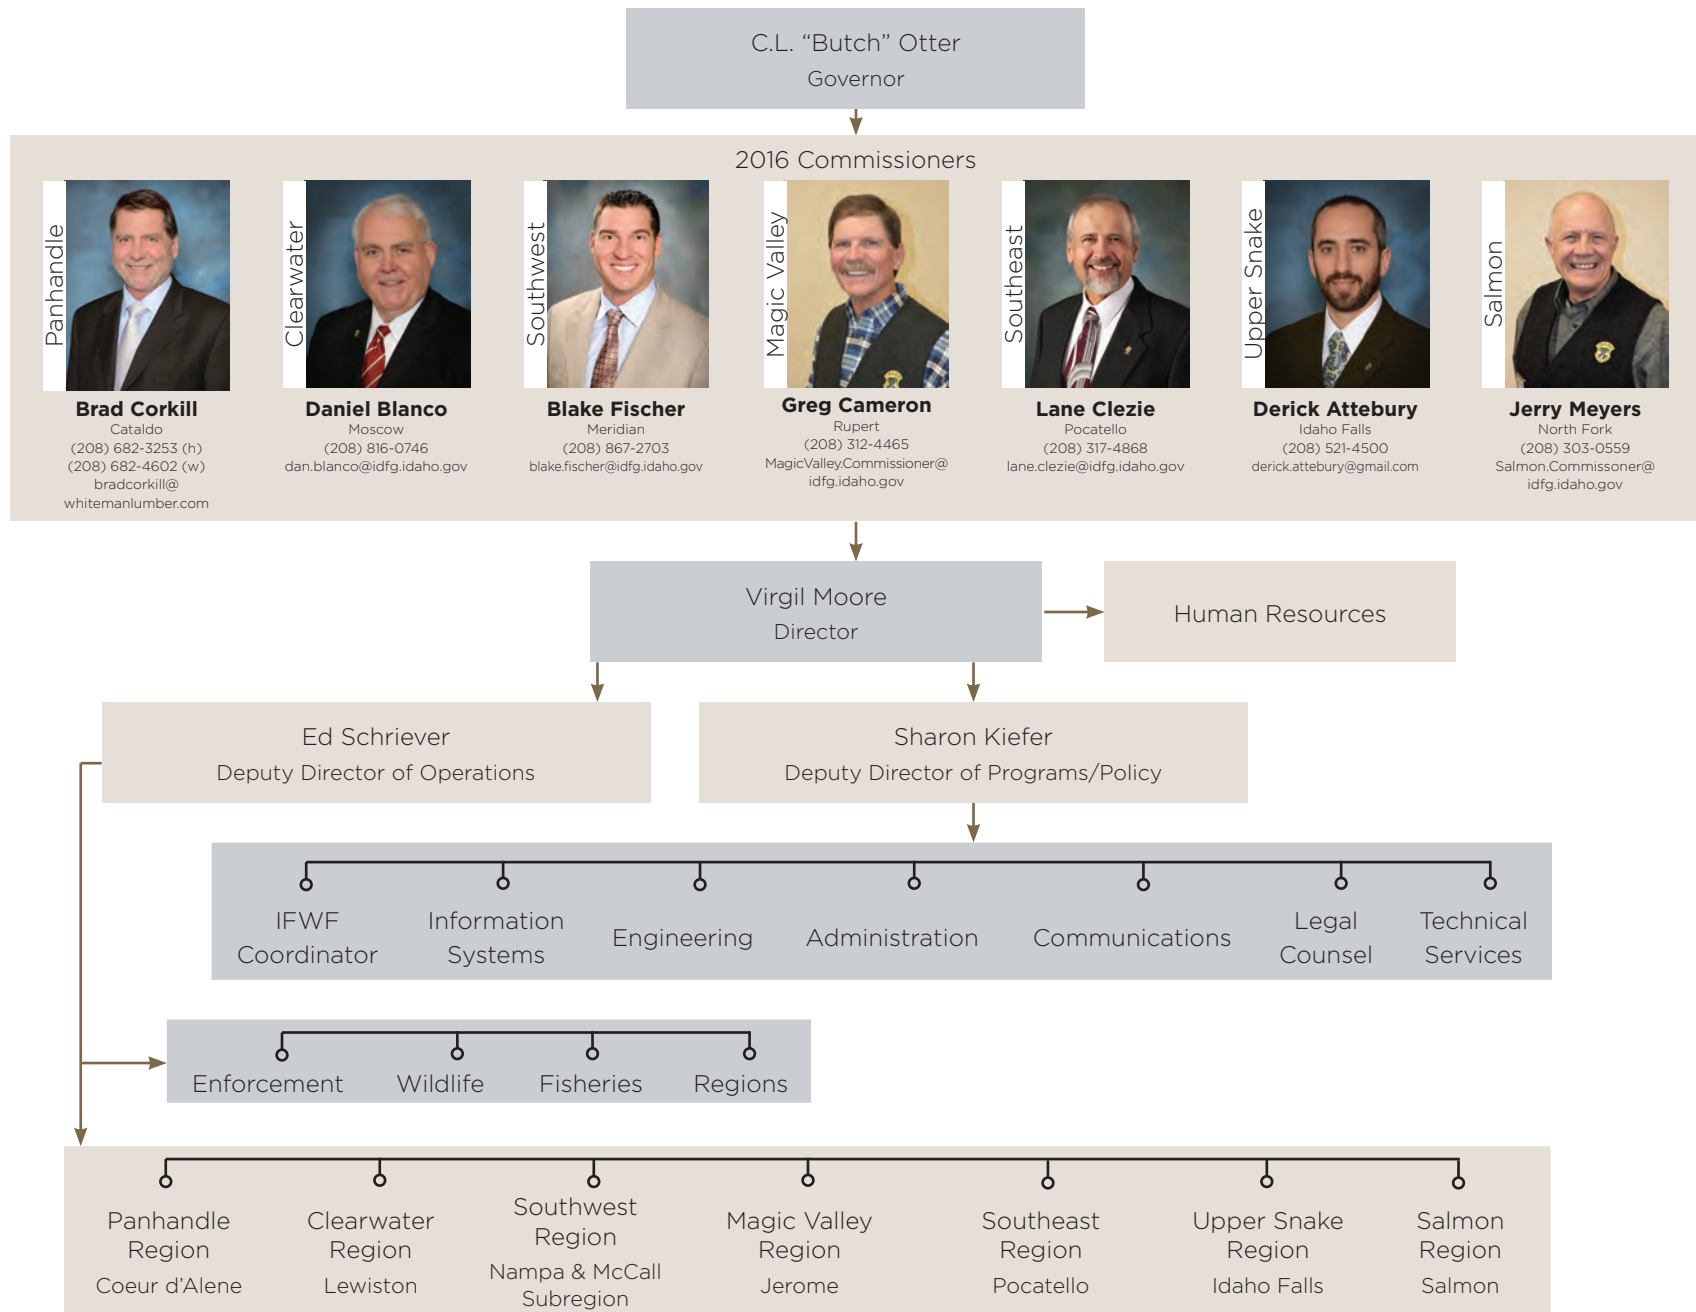 C.L. “Butch” Otter
Governor
2016 Commissioners
Panhandle
Brad Corkill
Cataldo
(208) 682-3253 (h)
(208) 682-4602 (w)
bradcorkill@
whitemanlumber.com
Clearwater
Daniel Blanco
Moscow
(208) 816-0746
dan.blanco@idfg.idaho.gov
Southwest
Blake Fischer
Meridian
(208) 867-2703
blake.fischer@idfg.idaho.gov
Magic Valley
Greg Cameron
Rupert
(208) 312-4465
MagicValley.Commissioner@
idfg.idaho.gov
Southeast
Lane Clezie
Pocatello
(208) 317-4868
lane.clezie@idfg.idaho.gov
Upper Snake
Derick Attebury
Idaho Falls
(208) 521-4500
derick.attebury@gmail.com
Salmon
Jerry Meyers
North Fork
(208) 303-0559
Salmon.Commissoner@
idfg.idaho.gov
Virgil Moore
Director
Human Resources
Ed Schriever
Deputy Director of Operations
Sharon Kiefer
Deputy Director of Programs/Policy
IFWF
Coordinator
Information
Systems
Engineering
Administration
Communications
Legal
Counsel
Technical
Services
Enforcement
Wildlife
Fisheries
Regions
Panhandle
Region
Coeur d’Alene
Clearwater
Region
Lewiston
Southwest
Region
Nampa & McCall
Subregion
Magic Valley
Region
Jerome
Southeast
Region
Pocatello
Upper Snake
Region
Idaho Falls
Salmon
Region
Salmon